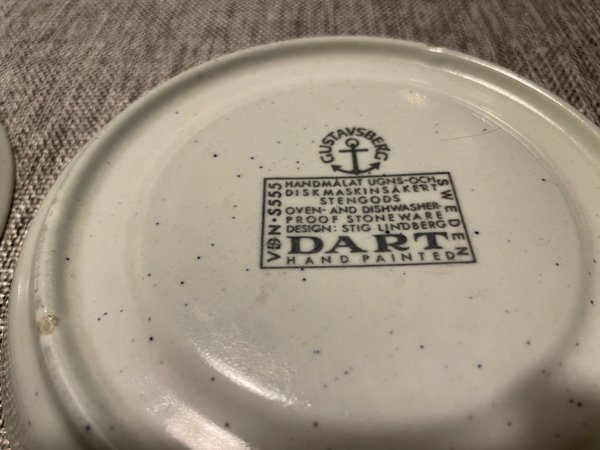 GUSTAVSBERG
HANDMÅLAT UGNS-OCH
DISKMASKINSÄKERT
STENGODS
OVEN- AND DISHWASHER-
PROOF STONEWARE
DESIGN: STIG LINDBERG
DART
HAND PAINTED
SWEDEN
VDN·S555